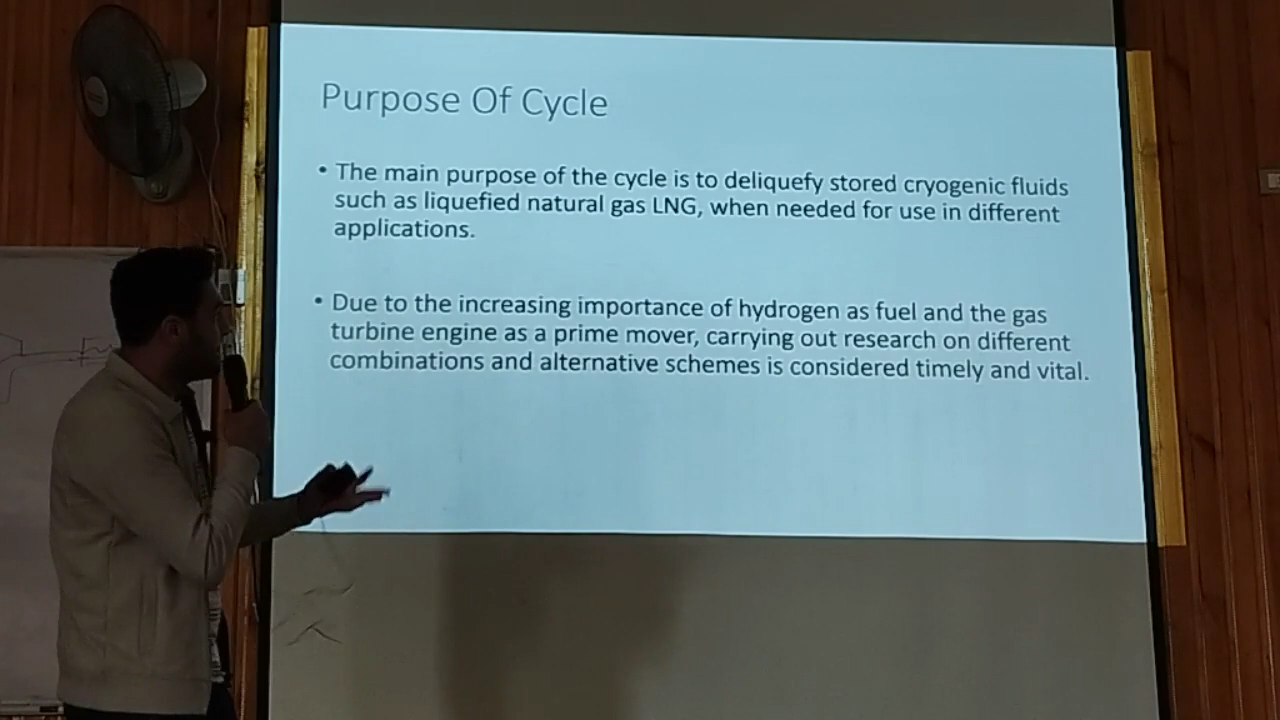 Purpose Of Cycle
• The main purpose of the cycle is to deliquefy stored cryogenic fluids
such as liquefied natural gas LNG, when needed for use in different
applications.
• Due to the increasing importance of hydrogen as fuel and the gas
turbine engine as a prime mover, carrying out research on different
combinations and alternative schemes is considered timely and vital.